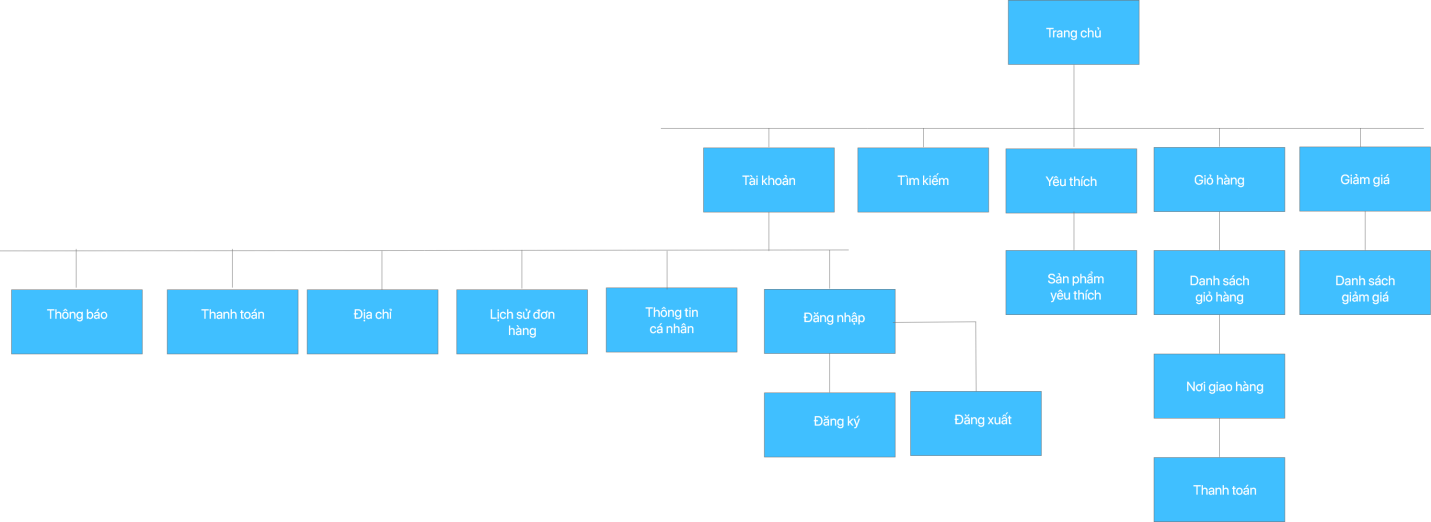 Trang chủ
Tài khoản
Tìm kiếm
Yêu thích
Giỏ hàng
Giảm giá
Sản phẩm
yêu thích
Danh sách
giỏ hàng
Danh sách
giảm giá
Thông báo
Thanh toán
Địa chỉ
Lịch sử đơn
hàng
Thông tin
cá nhân
Đăng nhập
Nơi giao hàng
Đăng ký
Đăng xuất
Thanh toán